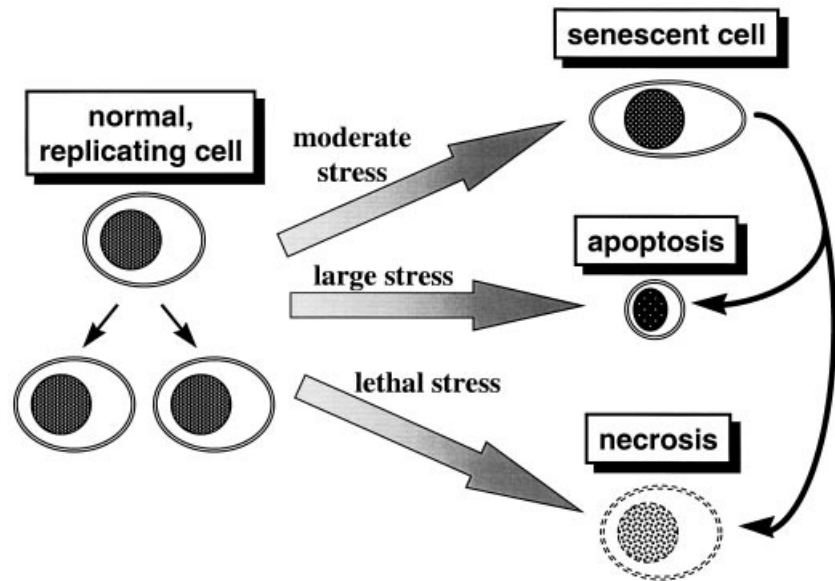 senescent cell
normal,
replicating cell
moderate
stress
apoptosis
large stress
lethal stress
necrosis